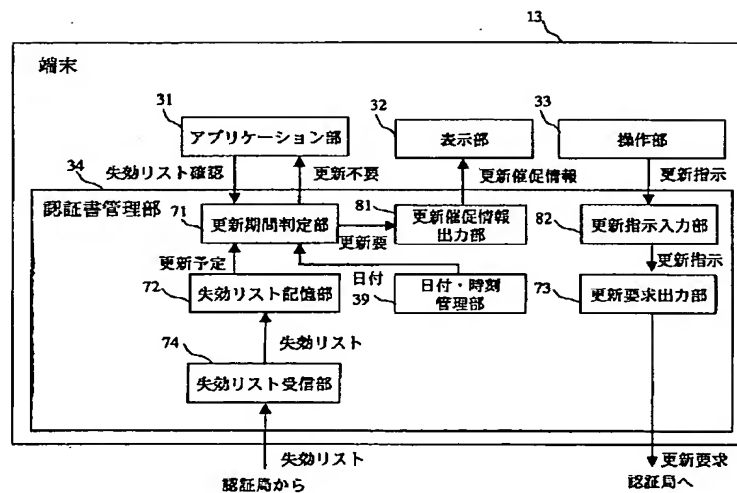 13
端末
31
アプリケーション部
32
表示部
33
操作部
失効リスト確認
更新不要
更新催促情報
更新指示
34
認証書管理部
71
更新期間判定部
更新要
81
更新催促情報
出力部
82
更新指示入力部
更新予定
日付
更新指示
72
失効リスト記憶部
39
日付・時刻
管理部
73
更新要求出力部
失効リスト
74
失効リスト受信部
失効リスト
認証局から
更新要求
認証局へ